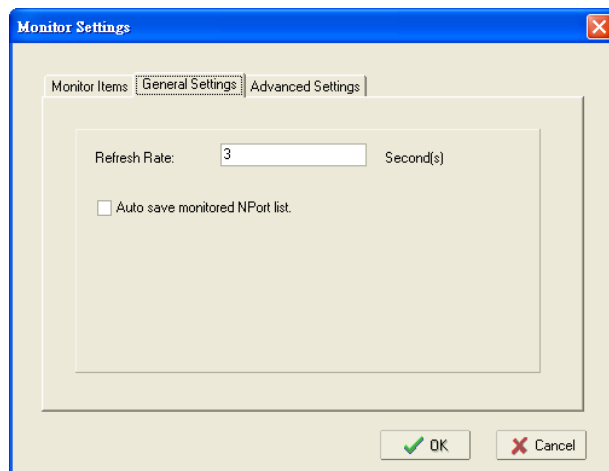 Monitor Settings
Monitor Items General Settings Advanced Settings
Refresh Rate: 3 Second(s)
Auto save monitored NPort list.
OK Cancel